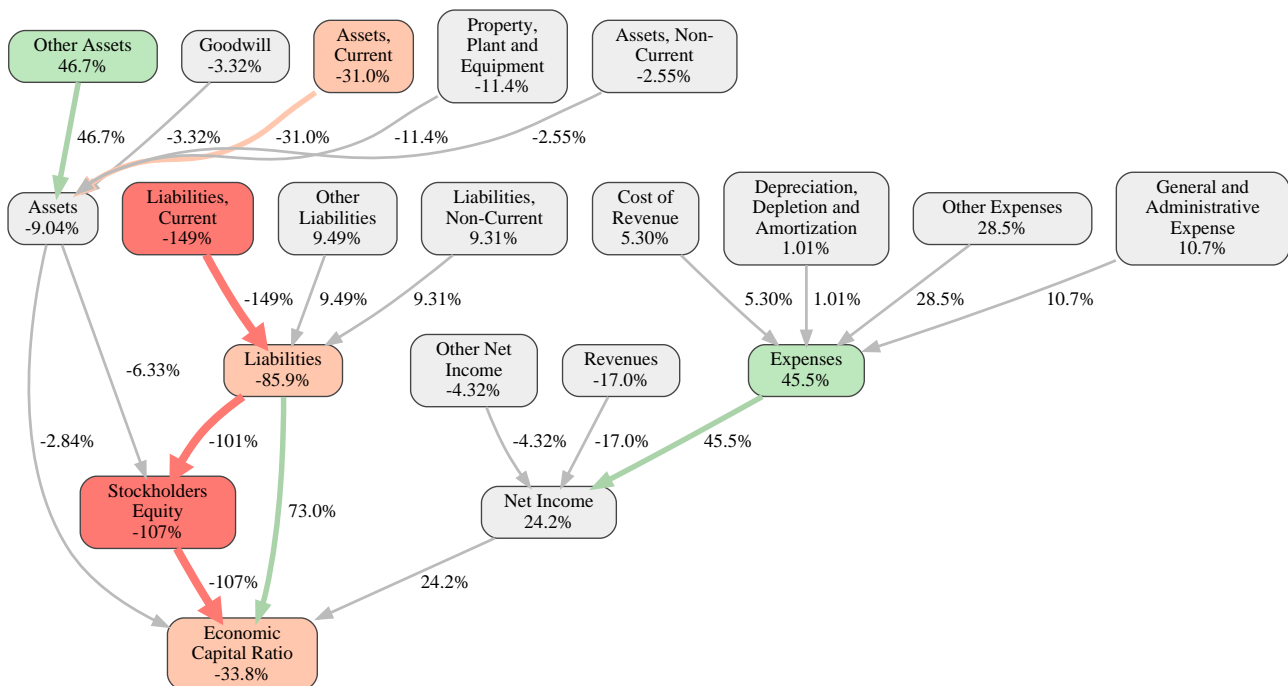 Other Assets
46.7%
Goodwill
-3.32%
Assets,
Current
-31.0%
Property,
Plant and
Equipment
-11.4%
Assets, Non-
Current
-2.55%
46.7%
-3.32%
-31.0%
-11.4%
-2.55%
Assets
-9.04%
Liabilities,
Current
-149%
Other
Liabilities
9.49%
Liabilities,
Non-Current
9.31%
Cost of
Revenue
5.30%
Depreciation,
Depletion and
Amortization
1.01%
Other Expenses
28.5%
General and
Administrative
Expense
10.7%
-149%
9.49%
9.31%
5.30%
1.01%
28.5%
10.7%
-6.33%
Liabilities
-85.9%
Other Net
Income
-4.32%
Revenues
-17.0%
Expenses
45.5%
-2.84%
-101%
-4.32%
-17.0%
45.5%
Stockholders
Equity
-107%
73.0%
Net Income
24.2%
-107%
24.2%
Economic
Capital Ratio
-33.8%